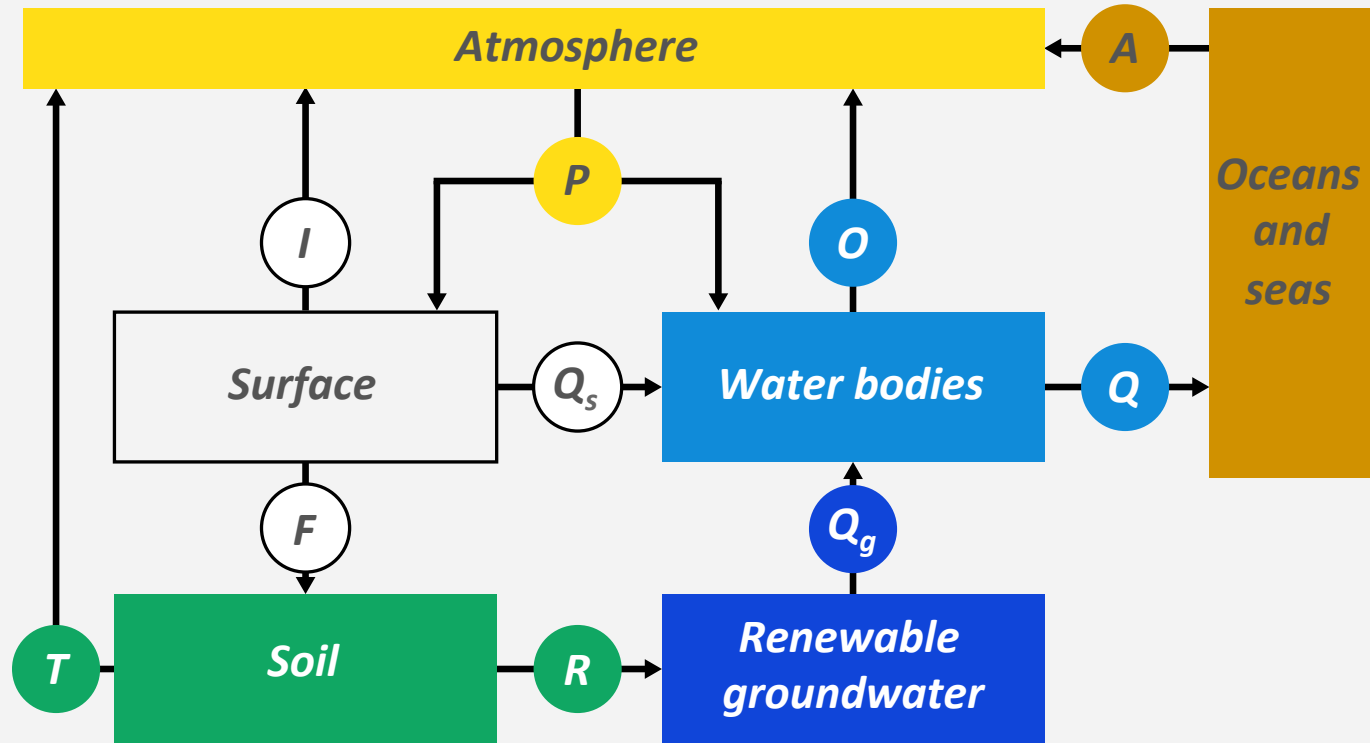 Atmosphere
A
Oceans
and
seas
P
I
O
Surface
Qs
Water bodies
Q
F
Qg
T
Soil
R
Renewable
groundwater